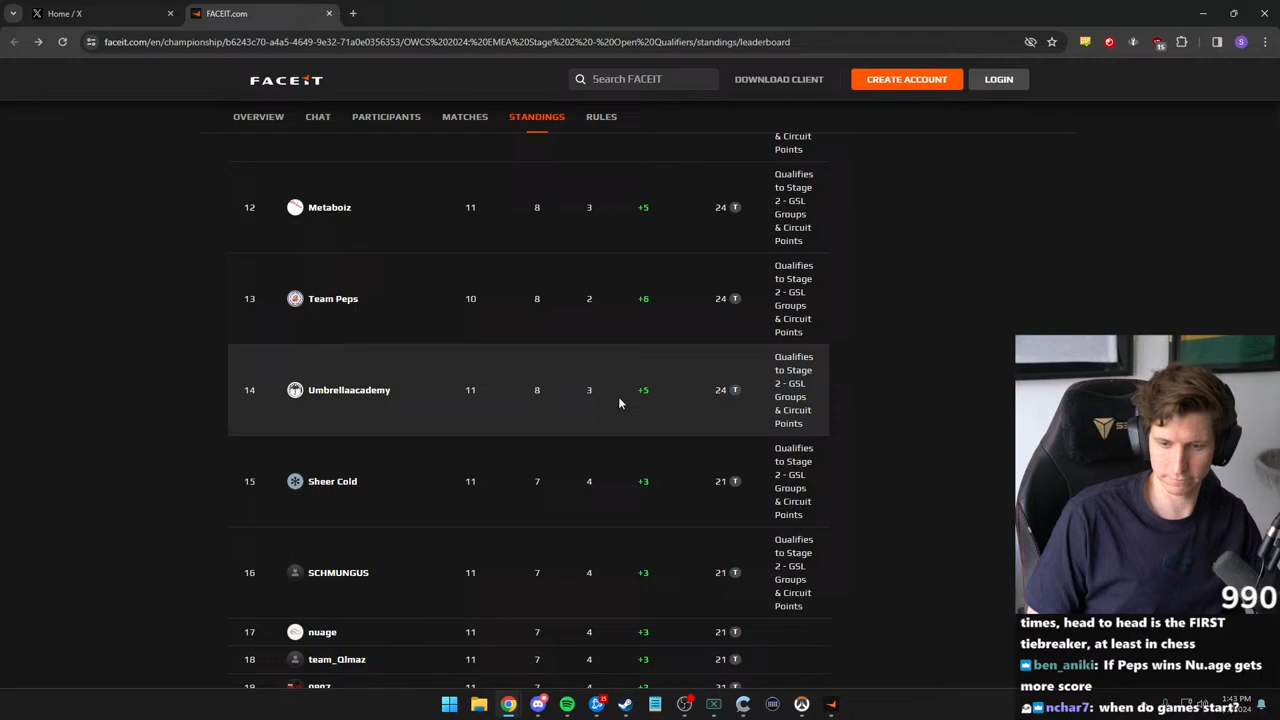 Home / X
FACEIT.com
faceit.com/en/championship/b6243c70-a4a5-4649-9e32-71a0e0356353/OWCS%202024:%20EMEA%20Stage%202%20-%20Open%20Qualifiers/standings/leaderboard
15
S
FACEIT
Search FACEIT
DOWNLOAD CLIENT
CREATE ACCOUNT
LOGIN
OVERVIEW CHAT PARTICIPANTS MATCHES STANDINGS RULES
& Circuit
Points
12 Metaboiz 11 8 3 +5 24 T
Qualifies
to Stage
2 - GSL
Groups
& Circuit
Points
13 Team Peps 10 8 2 +6 24 T
Qualifies
to Stage
2 - GSL
Groups
& Circuit
Points
14 Umbrellaacademy 11 8 3 +5 24 T
Qualifies
to Stage
2 - GSL
Groups
& Circuit
Points
15 Sheer Cold 11 7 4 +3 21 T
Qualifies
to Stage
2 - GSL
Groups
& Circuit
Points
16 SCHMUNGUS 11 7 4 +3 21 T
Qualifies
to Stage
2 - GSL
Groups
& Circuit
Points
17 nuage 11 7 4 +3 21 T
18 team_Qlmaz 11 7 4 +3 21 T
990
times, head to head is the FIRST
tiebreaker, at least in chess
ben_aniki: If Peps wins Nu.age gets
more score
nchar7: when do games start?
1:43 PM